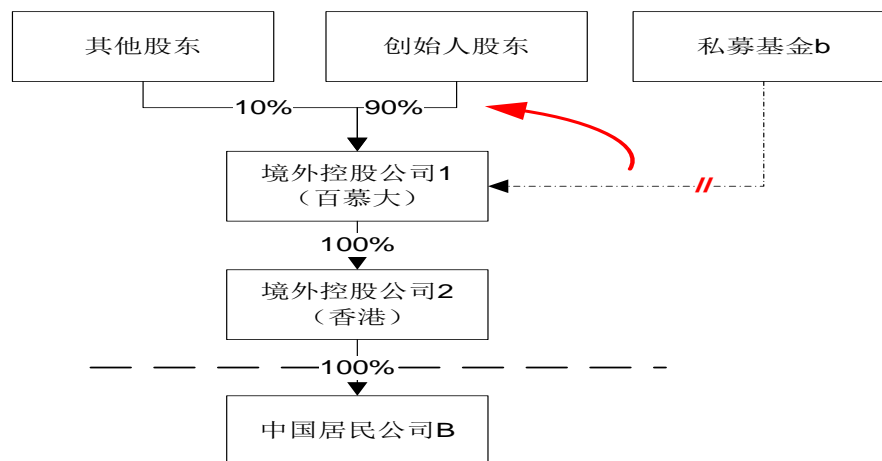 其他股东
创始人股东
私募基金b
10%
90%
境外控股公司1
（百慕大）
100%
境外控股公司2
（香港）
100%
中国居民公司B